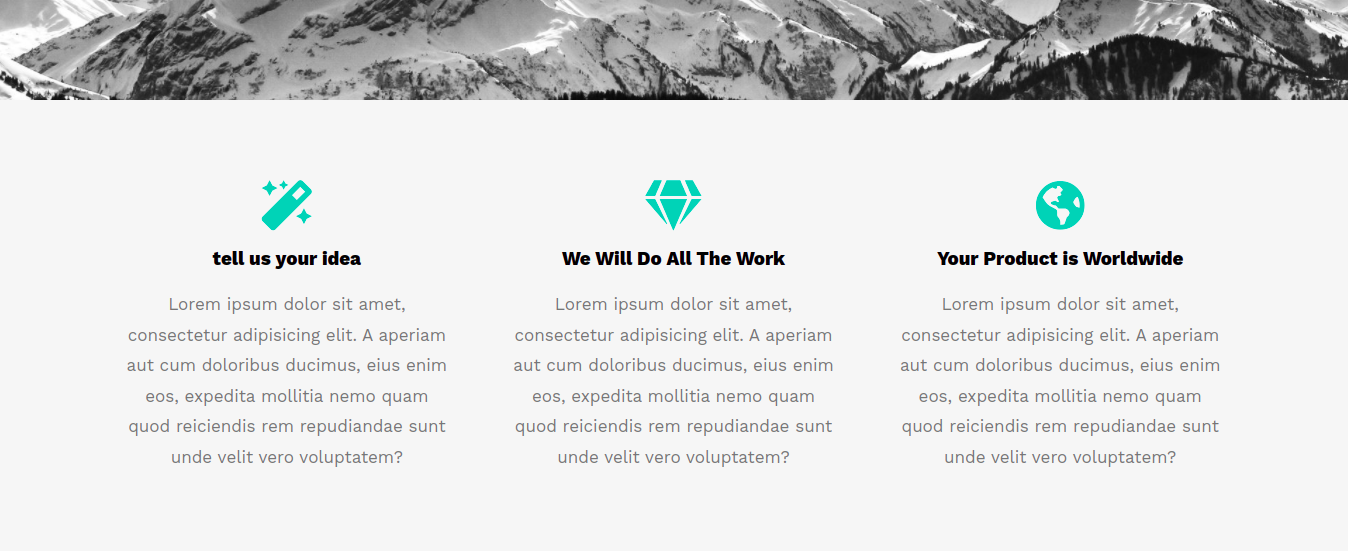 tell us your idea
Lorem ipsum dolor sit amet,
consectetur adipisicing elit. A aperiam
aut cum doloribus ducimus, eius enim
eos, expedita mollitia nemo quam
quod reiciendis rem repudiandae sunt
unde velit vero voluptatem?
We Will Do All The Work
Lorem ipsum dolor sit amet,
consectetur adipisicing elit. A aperiam
aut cum doloribus ducimus, eius enim
eos, expedita mollitia nemo quam
quod reiciendis rem repudiandae sunt
unde velit vero voluptatem?
Your Product is Worldwide
Lorem ipsum dolor sit amet,
consectetur adipisicing elit. A aperiam
aut cum doloribus ducimus, eius enim
eos, expedita mollitia nemo quam
quod reiciendis rem repudiandae sunt
unde velit vero voluptatem?